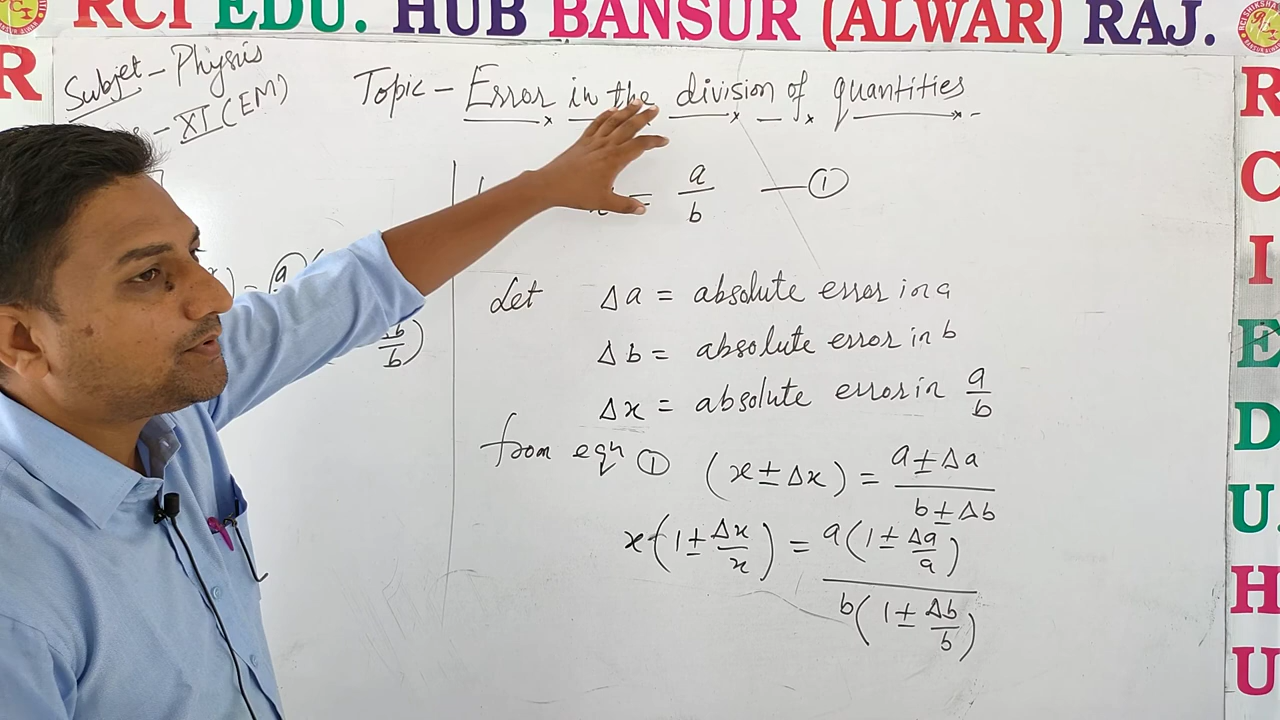 RCI EDU. HUB BANSUR (ALWAR) RAJ.
R
R
C
I
E
D
U.
H
U
Subjet - Physics
- XI (EM)
Topic - Error in the division of quantities
= a/b — ①
Let Δa = absolute error in a
Δb = absolute error in b
Δx = absolute error in a/b
from eqn ① (x ± Δx) = (a ± Δa)/(b ± Δb)
x(1 ± Δx/x) = a(1 ± Δa/a) / b(1 ± Δb/b)